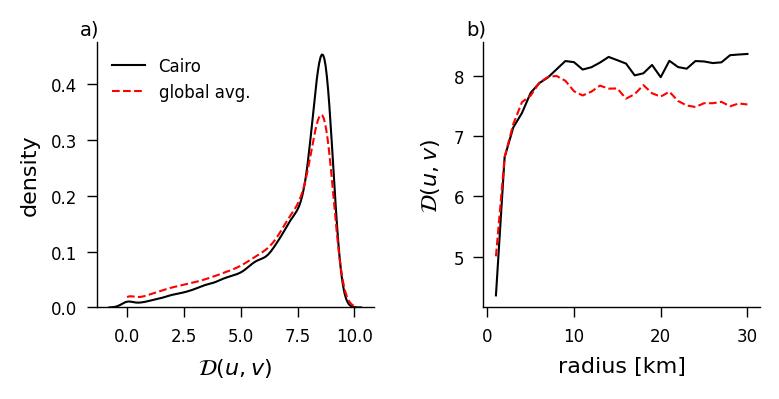 a)
Cairo
global avg.
density
0.4
0.3
0.2
0.1
0.0
0.0 2.5 5.0 7.5 10.0
𝒟(u, v)
b)
𝒟(u, v)
8
7
6
5
0 10 20 30
radius [km]